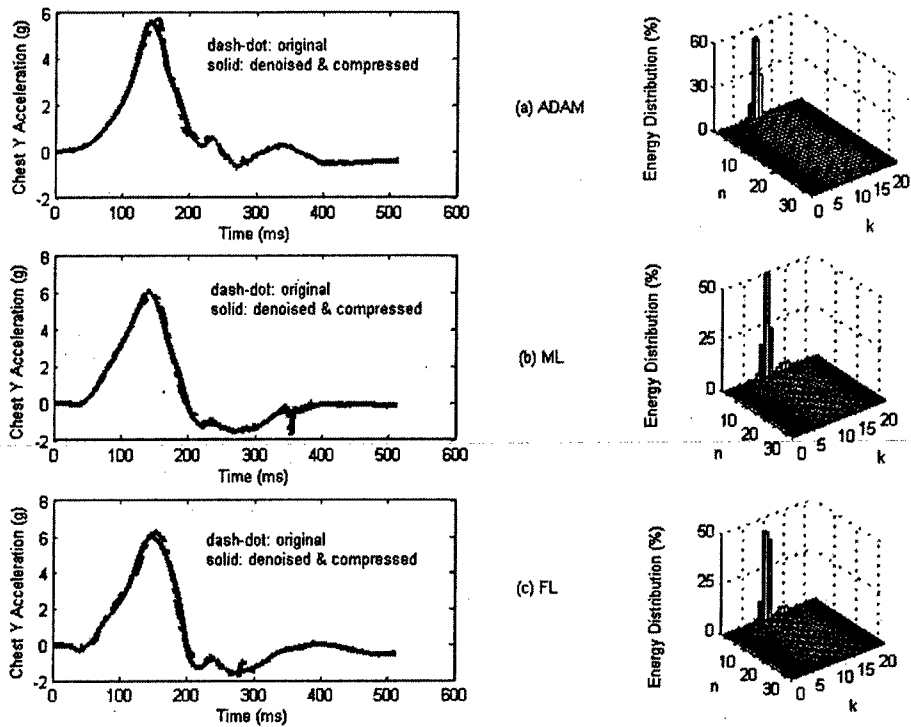 6
4
2
0
-2
0 100 200 300 400 500 600
Chest Y Acceleration (g)
Time (ms)
dash-dot: original
solid: denoised & compressed
(a) ADAM
60
30
0
Energy Distribution (%)
10
20
30
n
0 5 10 15 20
k
8
6
4
2
0
-2
0 100 200 300 400 500 600
Chest Y Acceleration (g)
Time (ms)
dash-dot: original
solid: denoised & compressed
(b) ML
50
25
0
Energy Distribution (%)
10
20
30
n
0 5 10 15 20
k
8
6
4
2
0
-2
0 100 200 300 400 500 600
Chest Y Acceleration (g)
Time (ms)
dash-dot: original
solid: denoised & compressed
(c) FL
50
25
0
Energy Distribution (%)
10
20
30
n
0 5 10 15 20
k